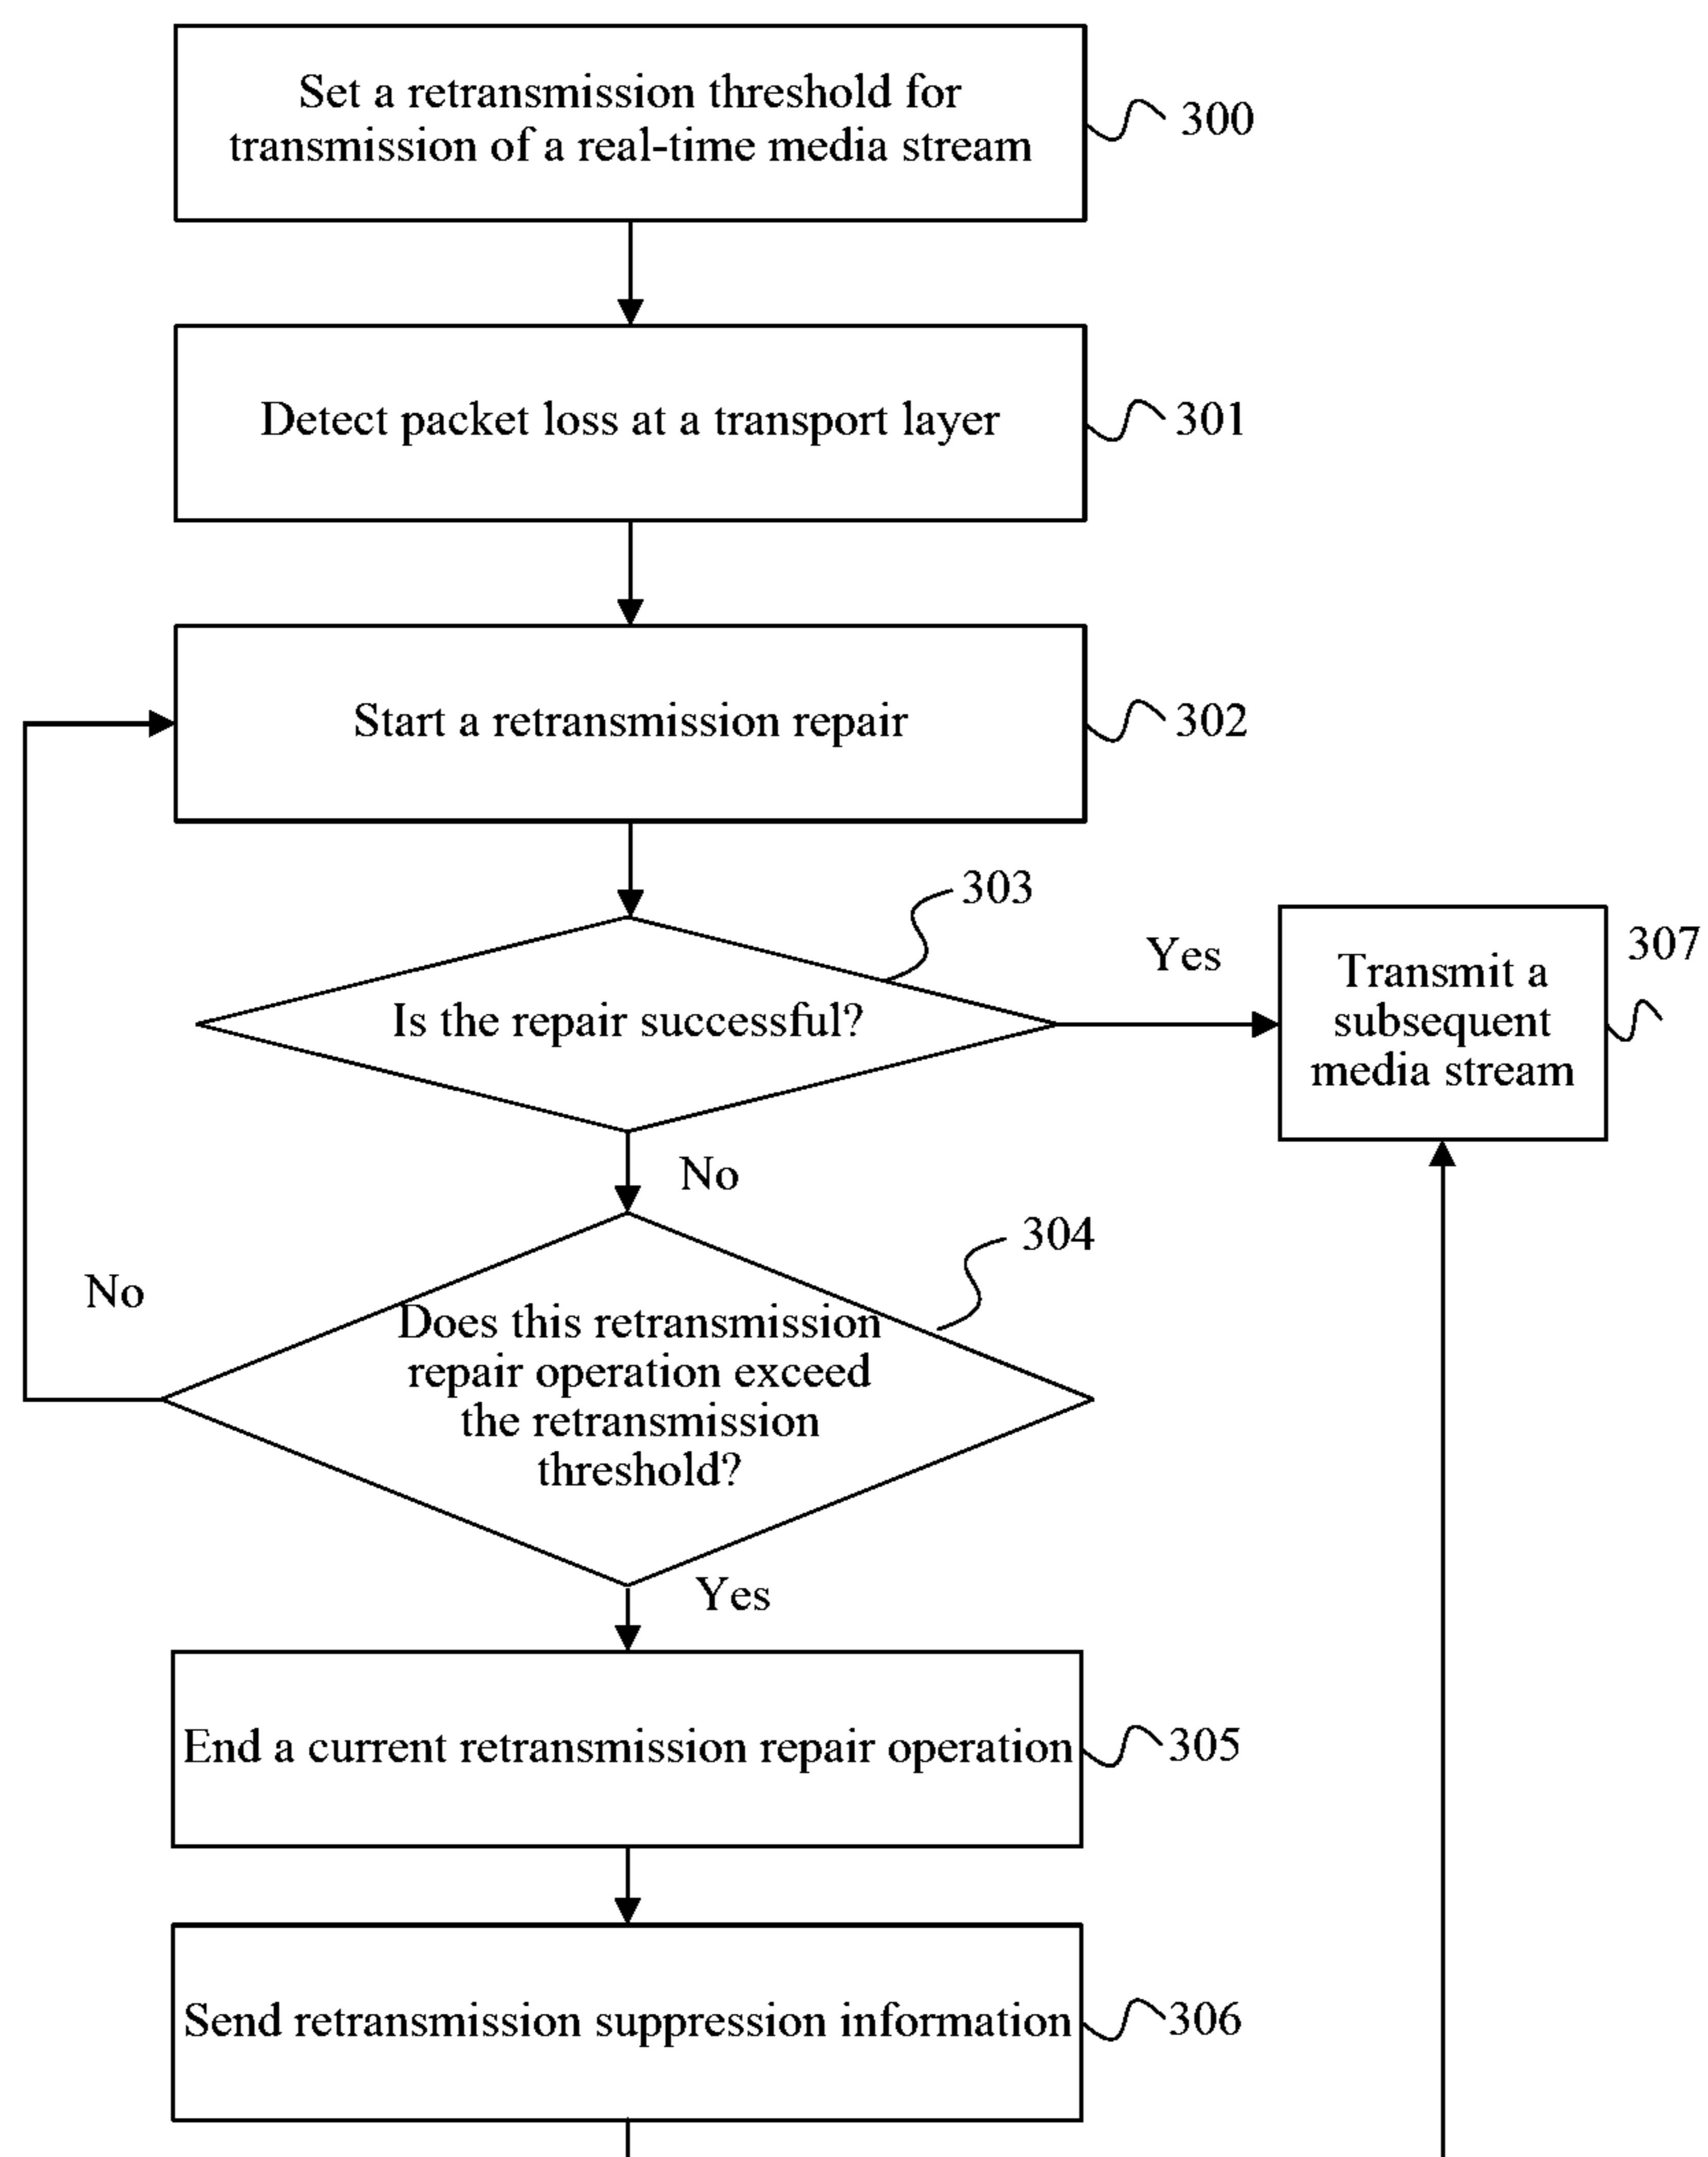 Set a retransmission threshold for
transmission of a real-time media stream
300
Detect packet loss at a transport layer
301
Start a retransmission repair
302
303
Is the repair successful?
Yes
Transmit a
subsequent
media stream
307
No
304
No
Does this retransmission
repair operation exceed
the retransmission
threshold?
Yes
End a current retransmission repair operation
305
Send retransmission suppression information
306